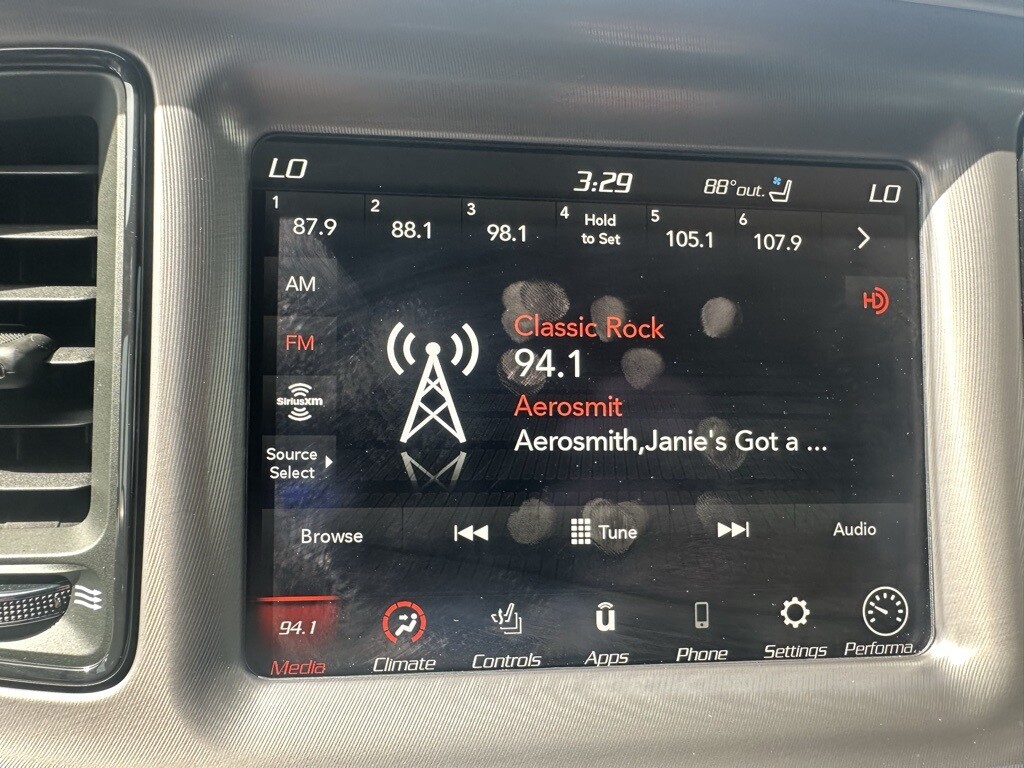 LO 3:29 88° out. LO
1 87.9 2 88.1 3 98.1 4 Hold to Set 5 105.1 6 107.9
AM
HD
FM
Classic Rock
94.1
SiriusXM
Aerosmit
Aerosmith,Janie's Got a ...
Source
Select
Browse Tune Audio
94.1
Media Climate Controls Apps Phone Settings Performa..